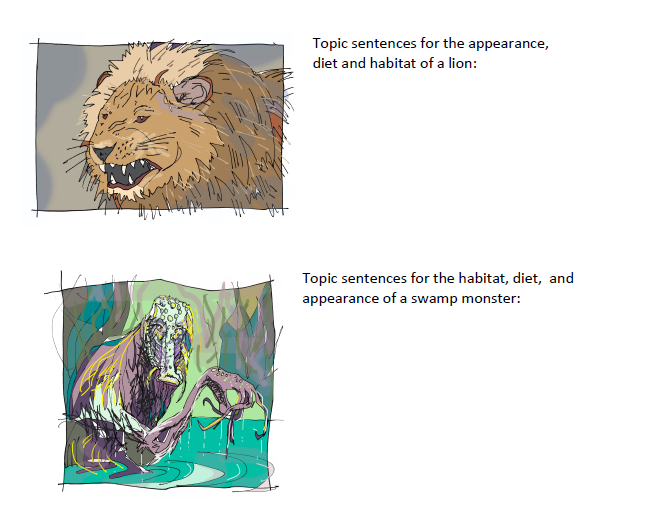 Topic sentences for the appearance,
diet and habitat of a lion:
Topic sentences for the habitat, diet,  and
appearance of a swamp monster: